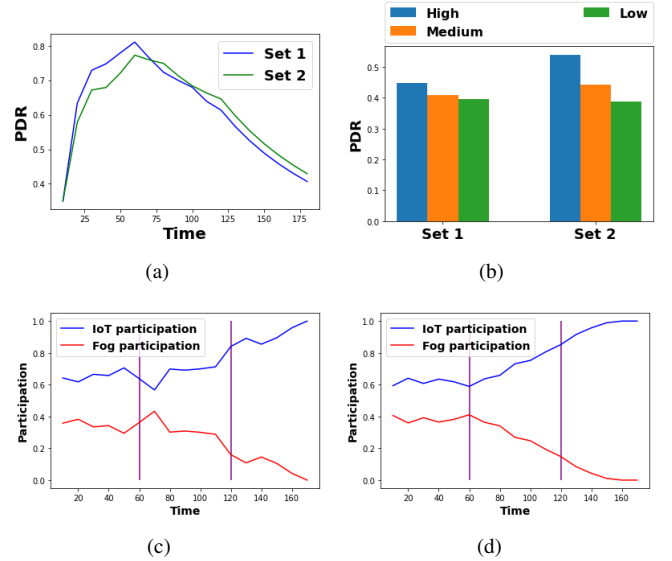 Set 1
Set 2
0.8
0.7
0.6
0.5
0.4
PDR
25 50 75 100 125 150 175
Time
(a)
High
Medium
Low
0.5
0.4
0.3
0.2
0.1
0.0
PDR
Set 1 Set 2
(b)
IoT participation
Fog participation
1.0
0.8
0.6
0.4
0.2
0.0
Participation
20 40 60 80 100 120 140 160
Time
(c)
IoT participation
Fog participation
1.0
0.8
0.6
0.4
0.2
0.0
Participation
20 40 60 80 100 120 140 160
Time
(d)